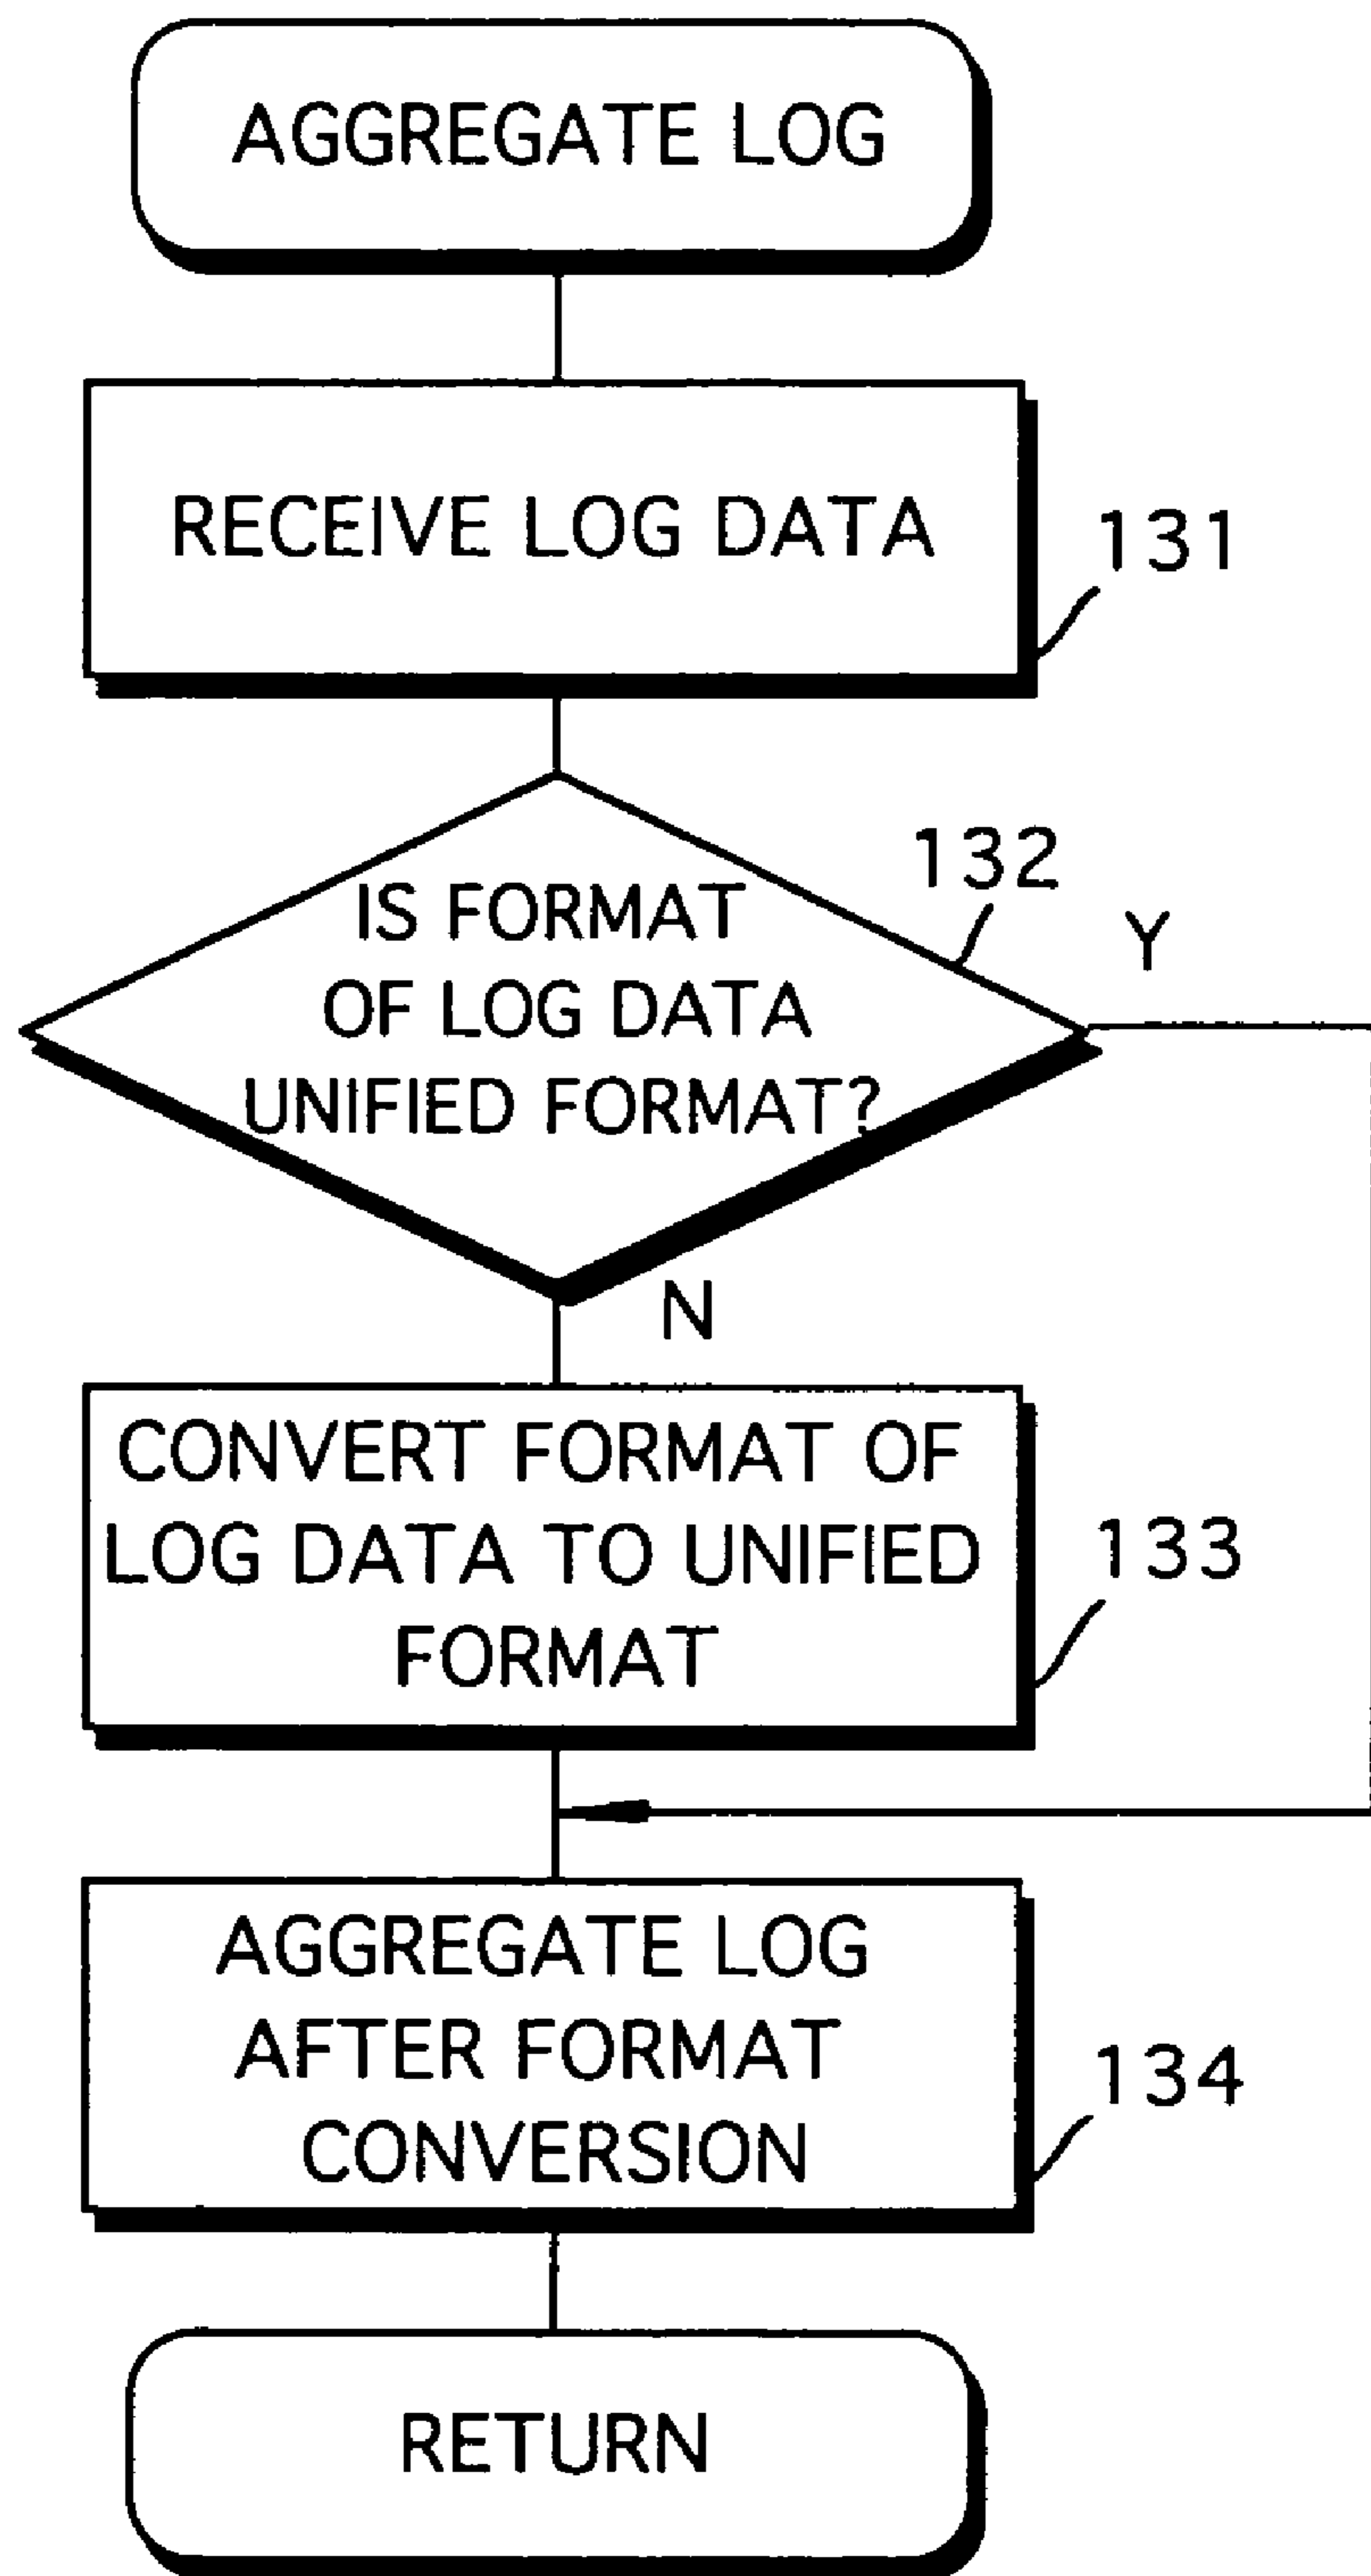 AGGREGATE LOG
RECEIVE LOG DATA
131
132
Y
IS FORMAT
OF LOG DATA
UNIFIED FORMAT?
N
CONVERT FORMAT OF
LOG DATA TO UNIFIED
FORMAT
133
AGGREGATE LOG
AFTER FORMAT
CONVERSION
134
RETURN